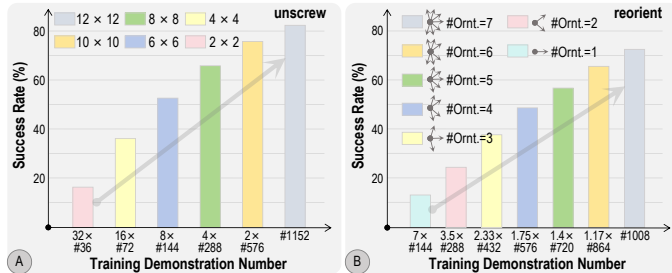 12 × 12
8 × 8
4 × 4
unscrew
10 × 10
6 × 6
2 × 2
Success Rate (%)
80
60
40
20
32× 16× 8× 4× 2× #1152
#36 #72 #144 #288 #576
A
Training Demonstration Number
#Ornt.=7
#Ornt.=2
reorient
#Ornt.=6
#Ornt.=1
#Ornt.=5
#Ornt.=4
#Ornt.=3
Success Rate (%)
80
60
40
20
7× 3.5× 2.33× 1.75× 1.4× 1.17× #1008
#144 #288 #432 #576 #720 #864
B
Training Demonstration Number